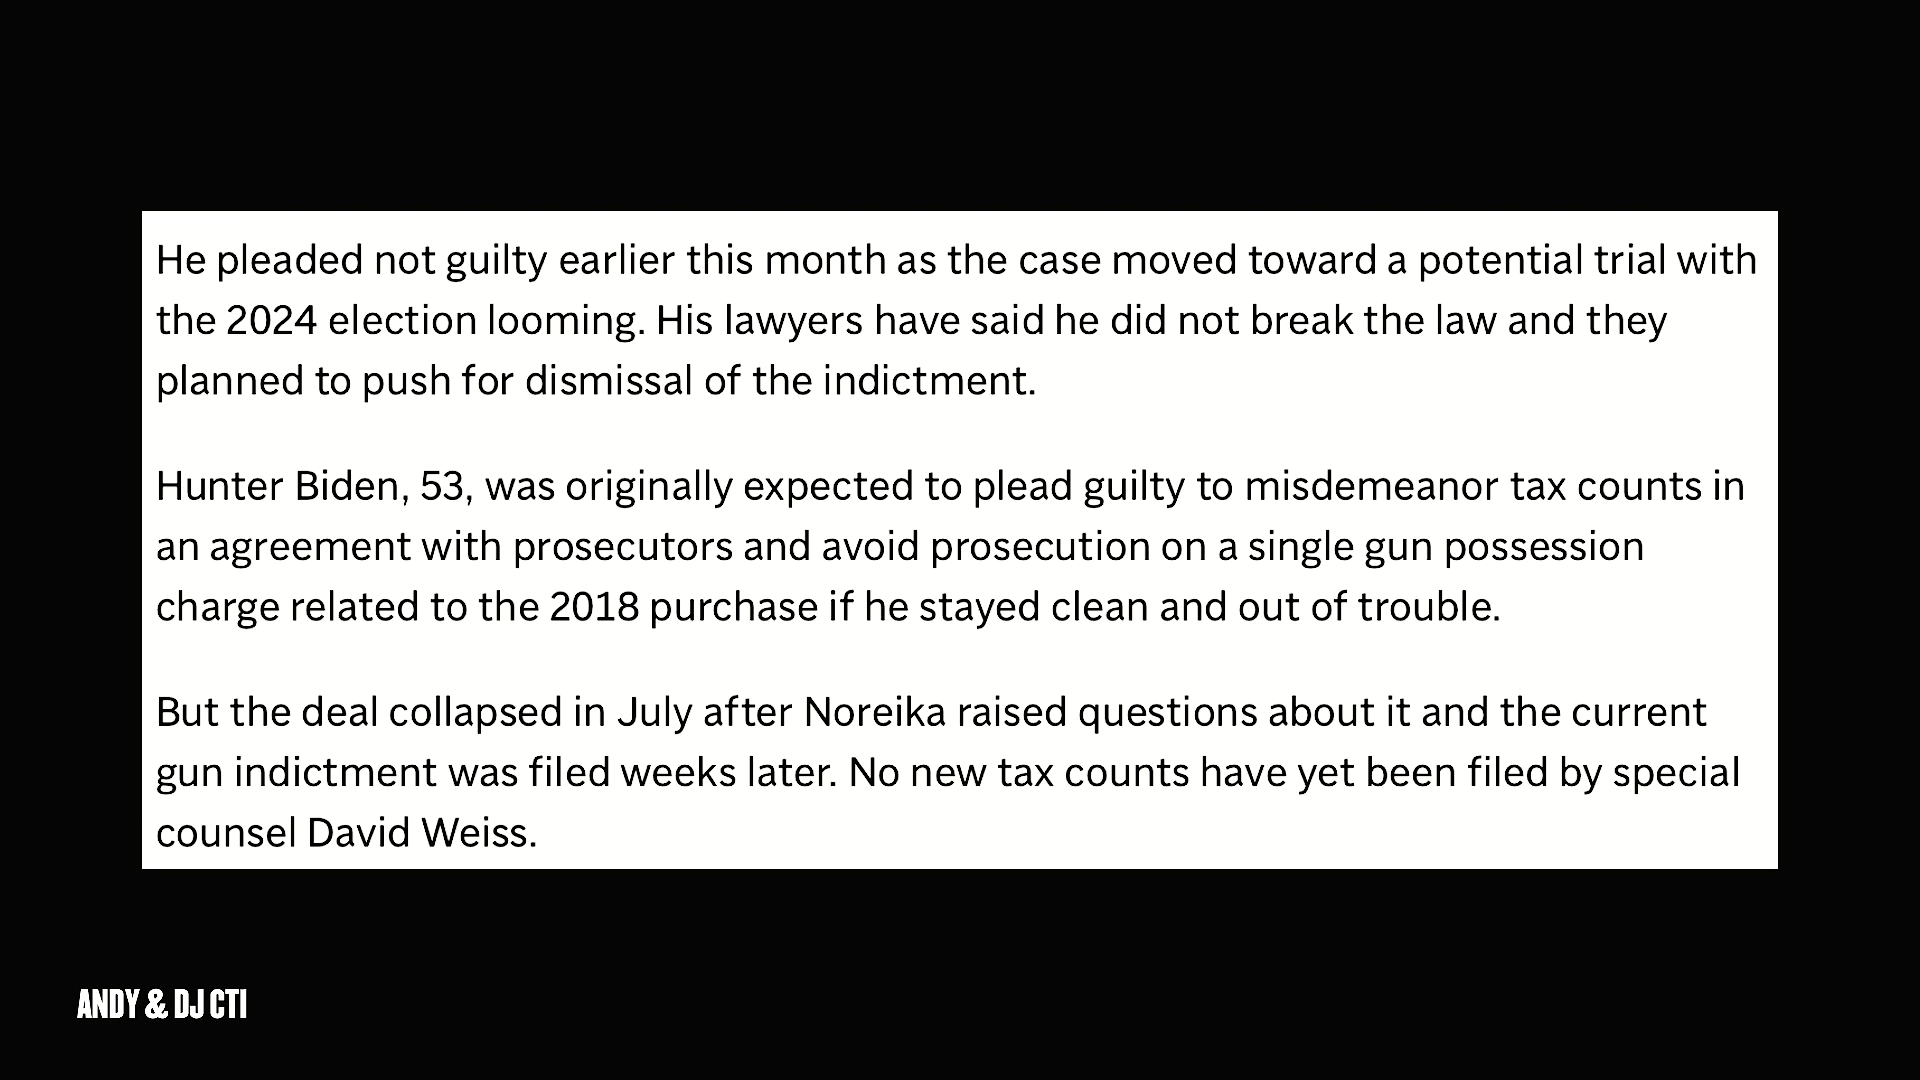 He pleaded not guilty earlier this month as the case moved toward a potential trial with
the 2024 election looming. His lawyers have said he did not break the law and they
planned to push for dismissal of the indictment.
Hunter Biden, 53, was originally expected to plead guilty to misdemeanor tax counts in
an agreement with prosecutors and avoid prosecution on a single gun possession
charge related to the 2018 purchase if he stayed clean and out of trouble.
But the deal collapsed in July after Noreika raised questions about it and the current
gun indictment was filed weeks later. No new tax counts have yet been filed by special
counsel David Weiss.
ANDY & DJ CTI